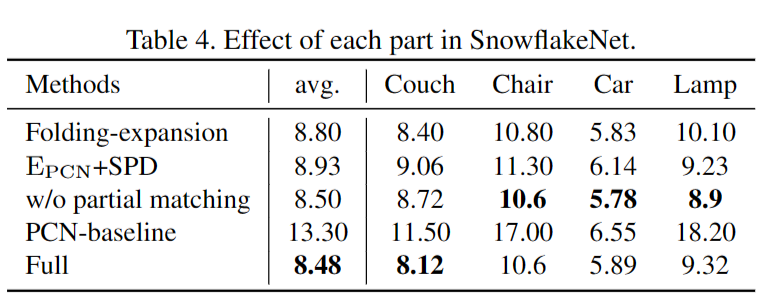 Table 4. Effect of each part in SnowflakeNet.
Methods avg. Couch Chair Car Lamp
Folding-expansion 8.80 8.40 10.80 5.83 10.10
EPCN+SPD 8.93 9.06 11.30 6.14 9.23
w/o partial matching 8.50 8.72 10.6 5.78 8.9
PCN-baseline 13.30 11.50 17.00 6.55 18.20
Full 8.48 8.12 10.6 5.89 9.32